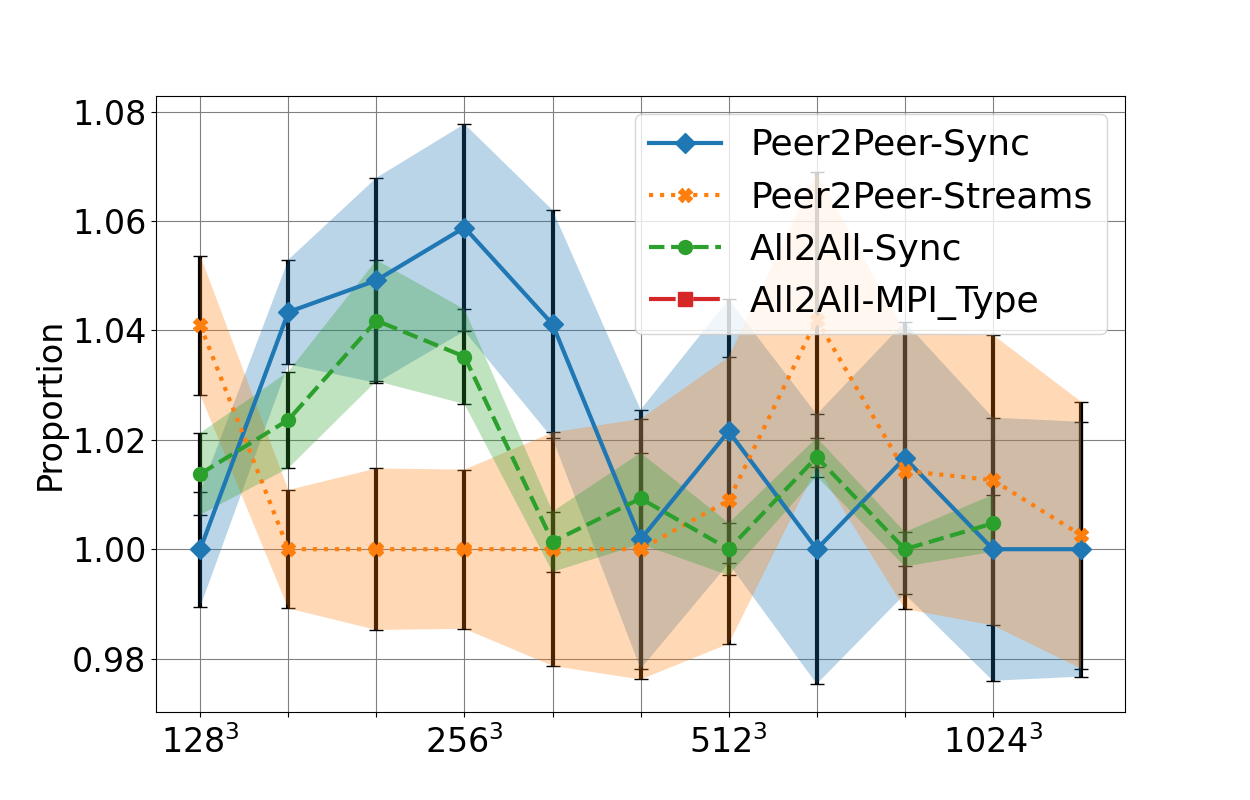 1.08
1.06
1.04
1.02
1.00
0.98
Proportion
Peer2Peer-Sync
Peer2Peer-Streams
All2All-Sync
All2All-MPI_Type
128³ 256³ 512³ 1024³